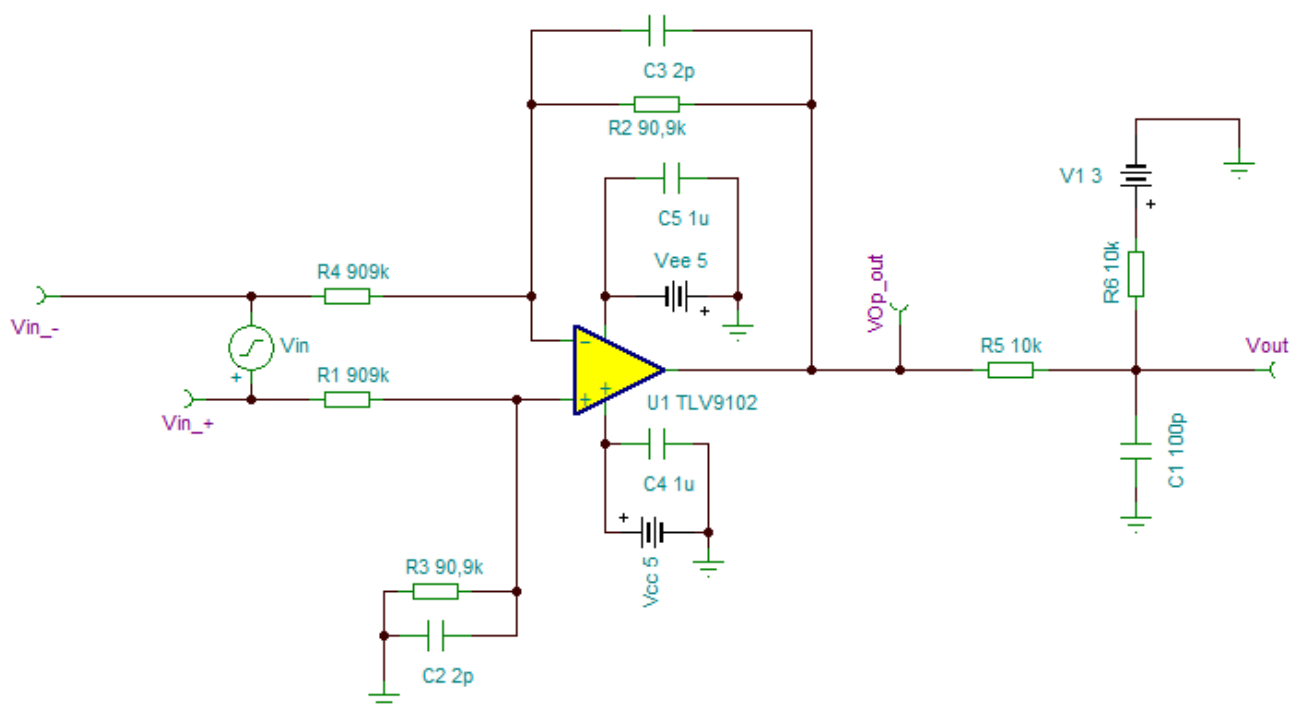 C3 2p
R2 90,9k
V1 3
+
C5 1u
Vee 5
+
R6 10k
R4 909k
Vin_-
Vin
+
VOp_out
R5 10k
Vout
R1 909k
Vin_+
−
+
+
U1 TLV9102
C1 100p
C4 1u
+
Vcc 5
R3 90,9k
C2 2p